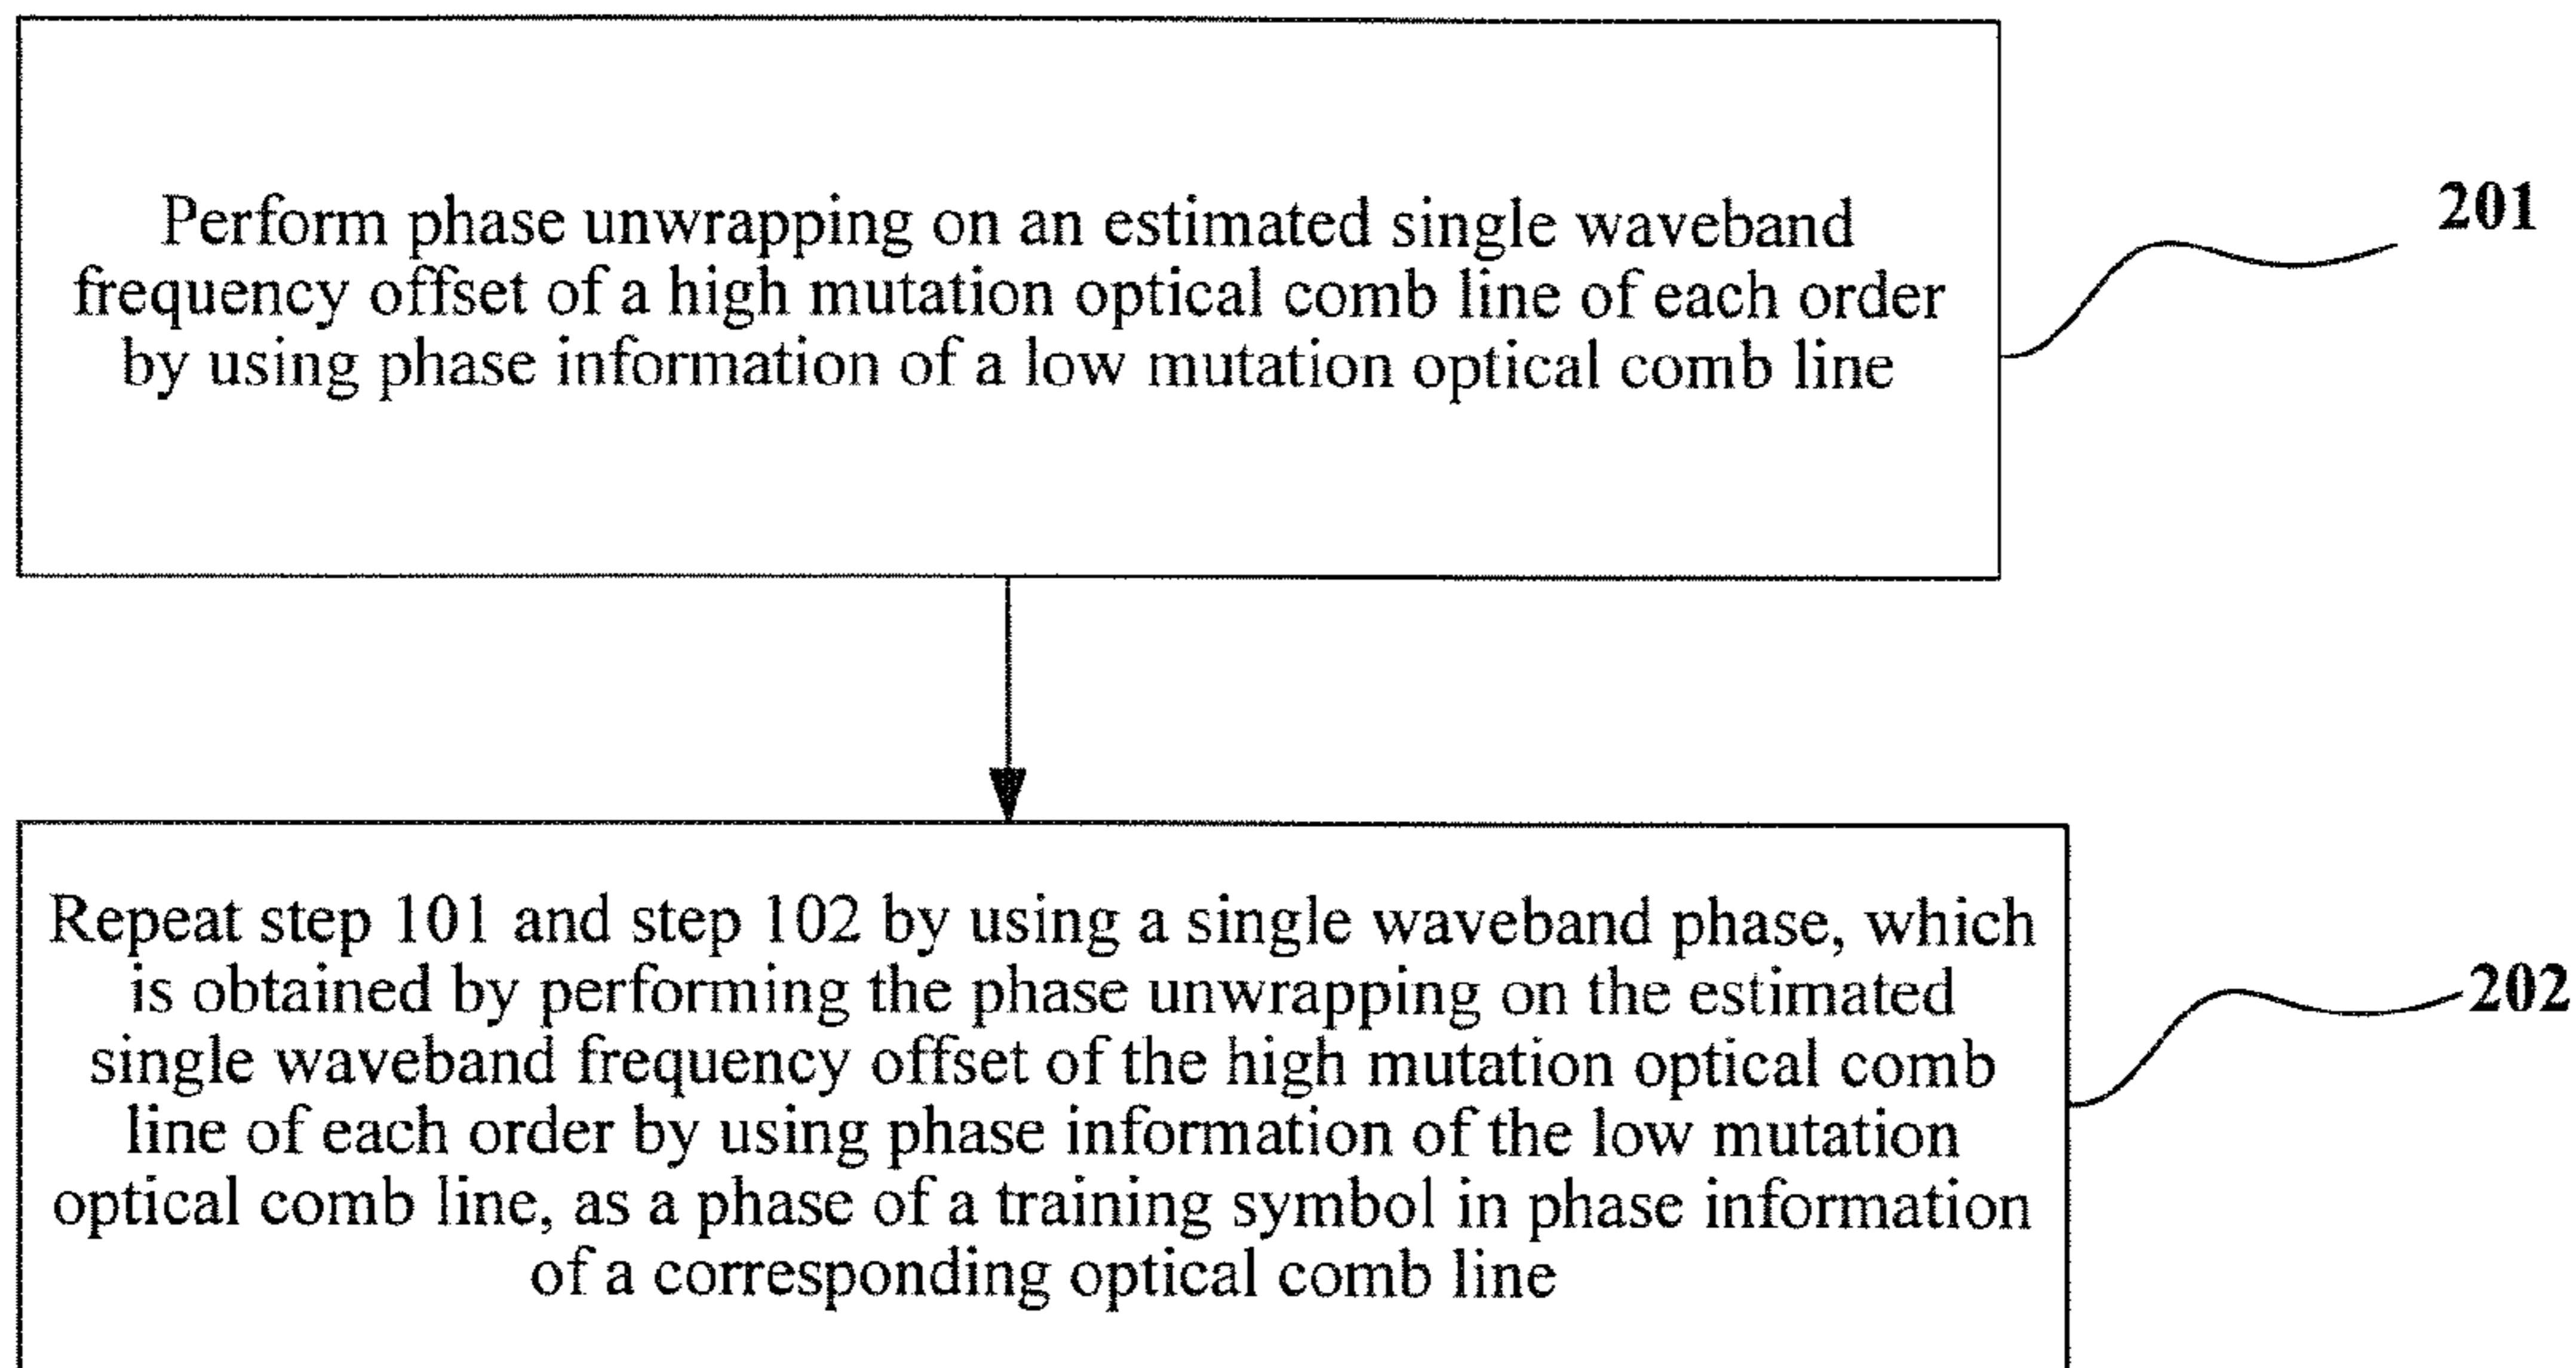 Perform phase unwrapping on an estimated single waveband
frequency offset of a high mutation optical comb line of each order
by using phase information of a low mutation optical comb line
201
Repeat step 101 and step 102 by using a single waveband phase, which
is obtained by performing the phase unwrapping on the estimated
single waveband frequency offset of the high mutation optical comb
line of each order by using phase information of the low mutation
optical comb line, as a phase of a training symbol in phase information
of a corresponding optical comb line
202